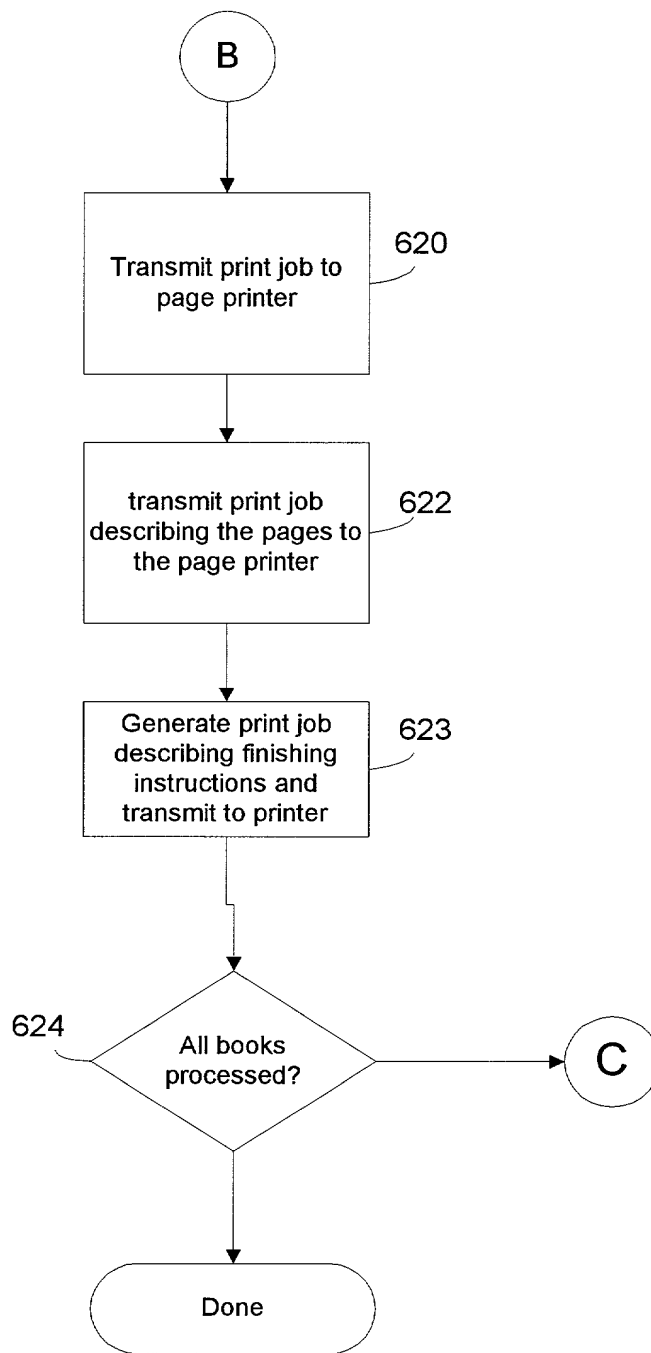 B
Transmit print job to
page printer
620
transmit print job
describing the pages to
the page printer
622
Generate print job
describing finishing
instructions and
transmit to printer
623
624
All books
processed?
C
Done